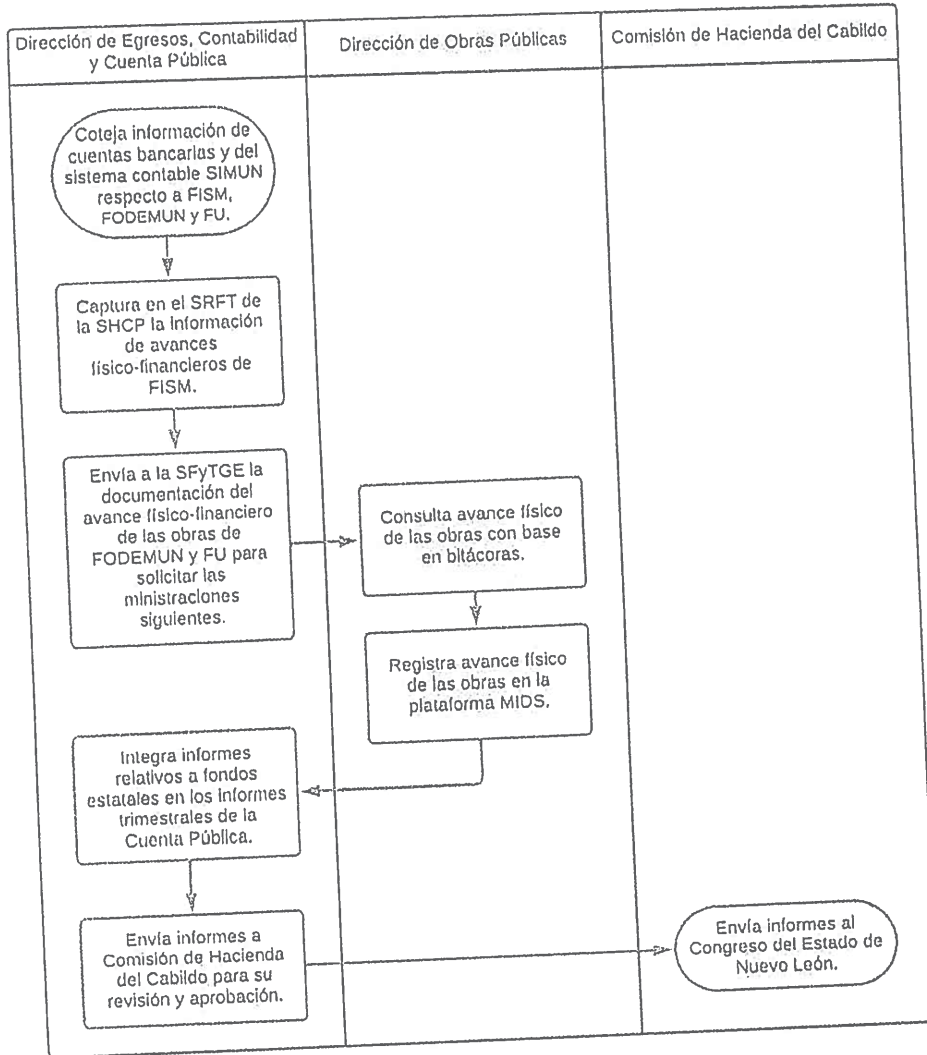 Dirección de Egresos, Contabilidad
y Cuenta Pública
Dirección de Obras Públicas
Comisión de Hacienda del Cabildo
Coteja información de
cuentas bancarias y del
sistema contable SIMUN
respecto a FISM,
FODEMUN y FU.
Captura en el SRFT de
la SHCP la información
de avances
físico-financieros de
FISM.
Envía a la SFyTGE la
documentación del
avance físico-financiero
de las obras de
FODEMUN y FU para
solicitar las
ministraciones
siguientes.
Consulta avance físico
de las obras con base
en bitácoras.
Registra avance físico
de las obras en la
plataforma MIDS.
Integra informes
relativos a fondos
estatales en los informes
trimestrales de la
Cuenta Pública.
Envía informes a
Comisión de Hacienda
del Cabildo para su
revisión y aprobación.
Envía informes al
Congreso del Estado de
Nuevo León.